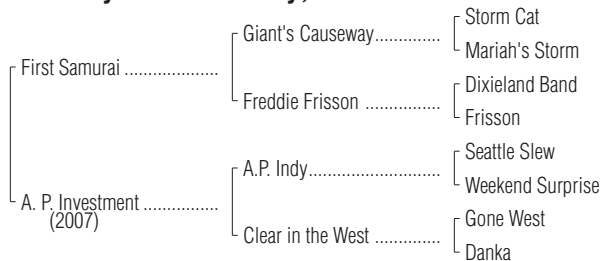 Storm Cat
Giant's Causeway...............
Mariah's Storm
First Samurai ....................
Dixieland Band
Freddie Frisson ................
Frisson
Seattle Slew
A.P. Indy............................
Weekend Surprise
A. P. Investment ................
(2007)
Gone West
Clear in the West ..............
Danka